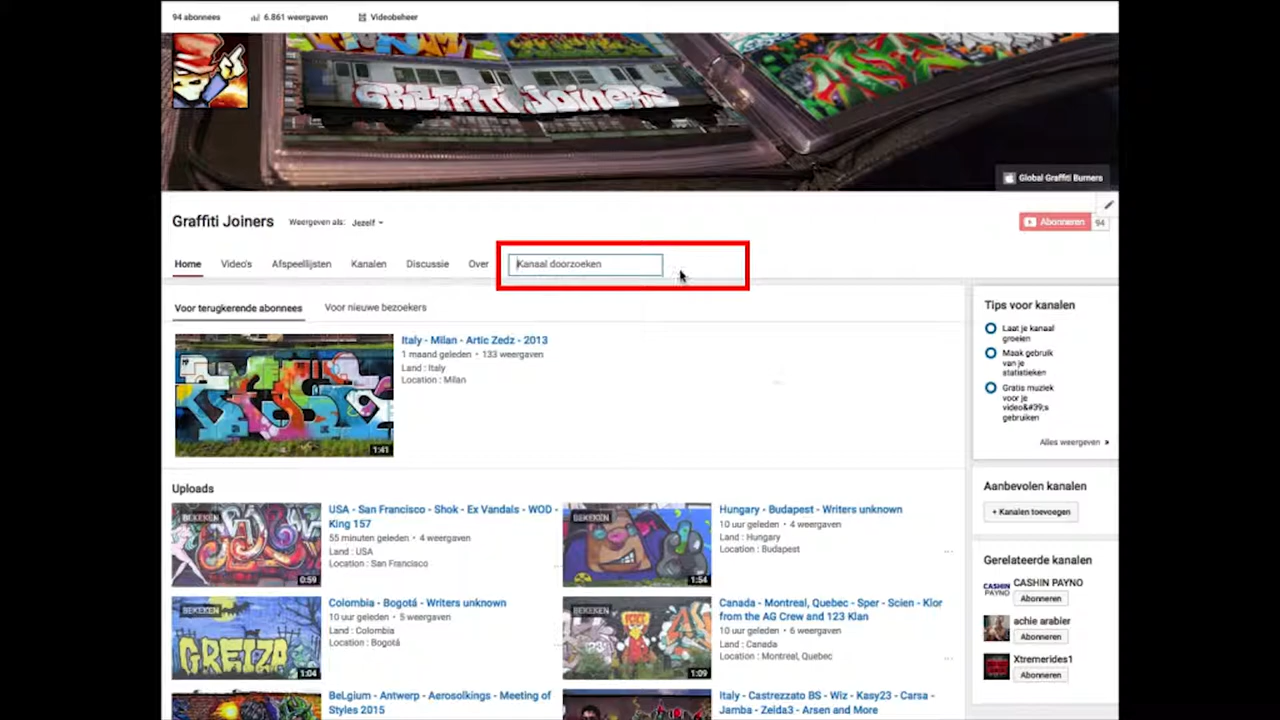 94 abonnees
6.861 weergaven
Videobeheer
GRAFFITI JOINERS
Global Graffiti Burners
Graffiti Joiners
Weergeven als: Jezelf
Abonneren 94
Home Video's Afspeellijsten Kanalen Discussie Over
Kanaal doorzoeken
Voor terugkerende abonnees Voor nieuwe bezoekers
Italy - Milan - Artic Zedz - 2013
1 maand geleden • 133 weergaven
Land : Italy
Location : Milan
1:41
Tips voor kanalen
Laat je kanaal
groeien
Maak gebruik
van je
statistieken
Gratis muziek
voor je
video&#39;s
gebruiken
Alles weergeven »
Uploads
BEKEKEN
0:59
USA - San Francisco - Shok - Ex Vandals - WOD -
King 157
55 minuten geleden • 4 weergaven
Land : USA
Location : San Francisco
...
BEKEKEN
1:54
Hungary - Budapest - Writers unknown
10 uur geleden • 4 weergaven
Land : Hungary
Location : Budapest
...
BEKEKEN
GREIZA
1:04
Colombia - Bogotá - Writers unknown
10 uur geleden • 5 weergaven
Land : Colombia
Location : Bogotá
BEKEKEN
1:09
Canada - Montreal, Quebec - Sper - Scien - Klor
from the AG Crew and 123 Klan
10 uur geleden • 6 weergaven
Land : Canada
Location : Montreal, Quebec
...
BeLgium - Antwerp - Aerosolkings - Meeting of
Styles 2015
Italy - Castrezzato BS - Wiz - Kasy23 - Carsa -
Jamba - Zelda3 - Arsen and More
Aanbevolen kanalen
+ Kanalen toevoegen
Gerelateerde kanalen
CASHIN
PAYNO
CASHIN PAYNO
Abonneren
achie arabier
Abonneren
Xtremerides1
Abonneren